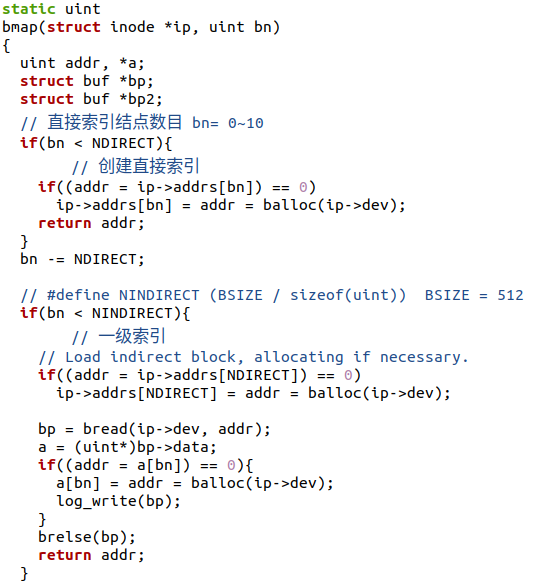 static uint
bmap(struct inode *ip, uint bn)
{
  uint addr, *a;
  struct buf *bp;
  struct buf *bp2;
  // 直接索引结点数目 bn= 0~10
  if(bn < NDIRECT){
      // 创建直接索引
    if((addr = ip->addrs[bn]) == 0)
      ip->addrs[bn] = addr = balloc(ip->dev);
    return addr;
  }
  bn -= NDIRECT;

  // #define NINDIRECT (BSIZE / sizeof(uint))  BSIZE = 512
  if(bn < NINDIRECT){
      // 一级索引
    // Load indirect block, allocating if necessary.
    if((addr = ip->addrs[NDIRECT]) == 0)
      ip->addrs[NDIRECT] = addr = balloc(ip->dev);

    bp = bread(ip->dev, addr);
    a = (uint*)bp->data;
    if((addr = a[bn]) == 0){
      a[bn] = addr = balloc(ip->dev);
      log_write(bp);
    }
    brelse(bp);
    return addr;
  }